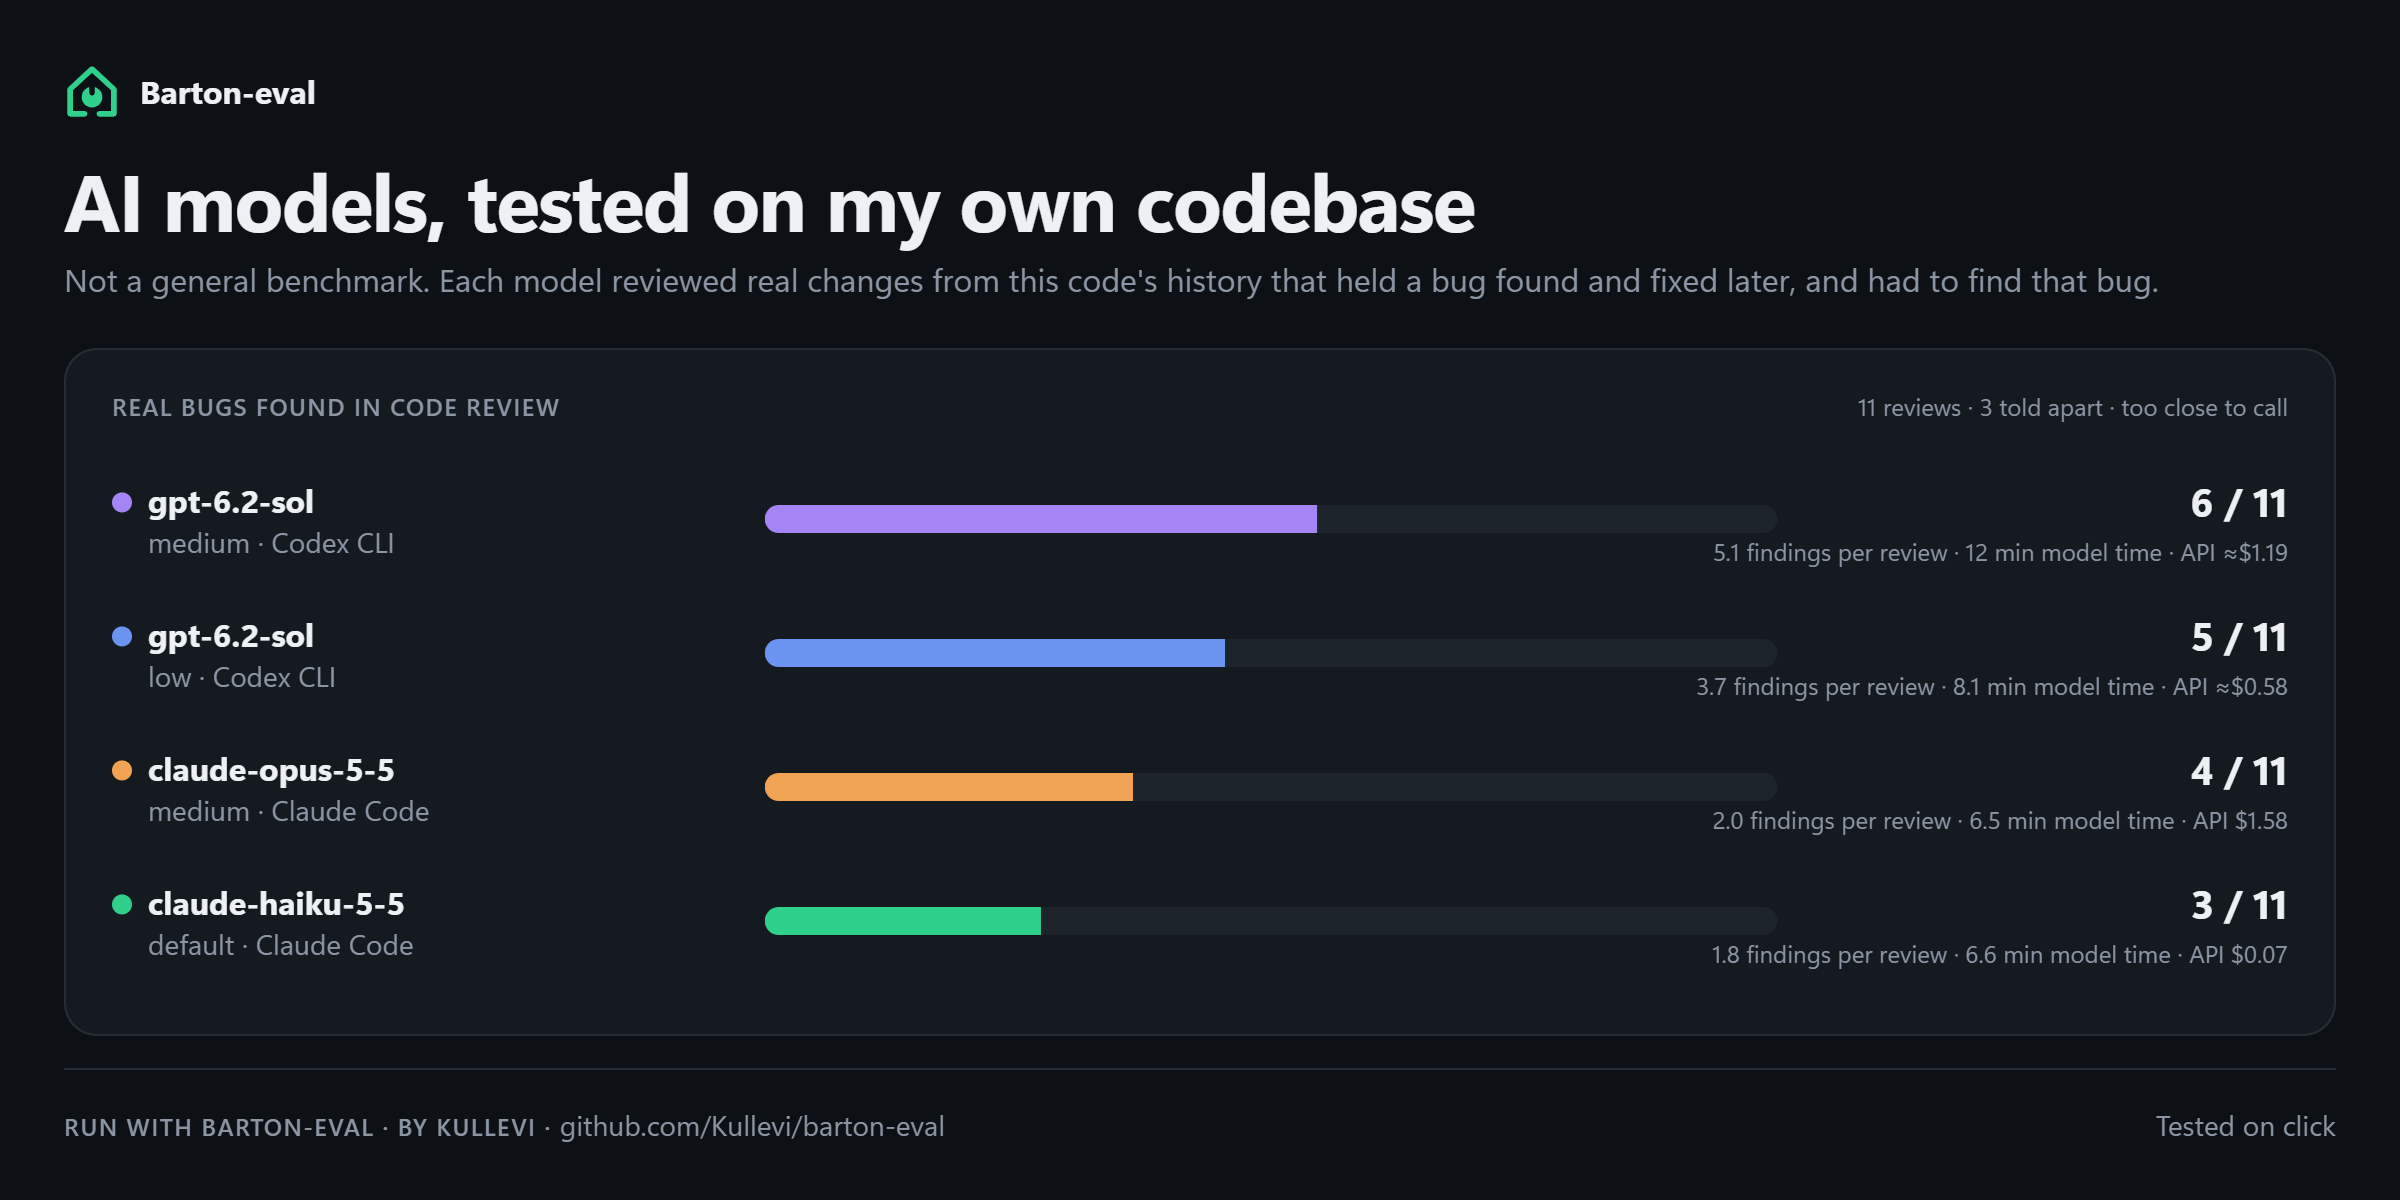 Barton-eval
AI models, tested on my own codebase
Not a general benchmark. Each model reviewed real changes from this code's history that held a bug found and fixed later, and had to find that bug.
REAL BUGS FOUND IN CODE REVIEW
11 reviews · 3 told apart · too close to call
gpt-6.2-sol
medium · Codex CLI
6 / 11
5.1 findings per review · 12 min model time · API ≈$1.19
gpt-6.2-sol
low · Codex CLI
5 / 11
3.7 findings per review · 8.1 min model time · API ≈$0.58
claude-opus-5-5
medium · Claude Code
4 / 11
2.0 findings per review · 6.5 min model time · API $1.58
claude-haiku-5-5
default · Claude Code
3 / 11
1.8 findings per review · 6.6 min model time · API $0.07
RUN WITH BARTON-EVAL · BY KULLEVI · github.com/Kullevi/barton-eval
Tested on click